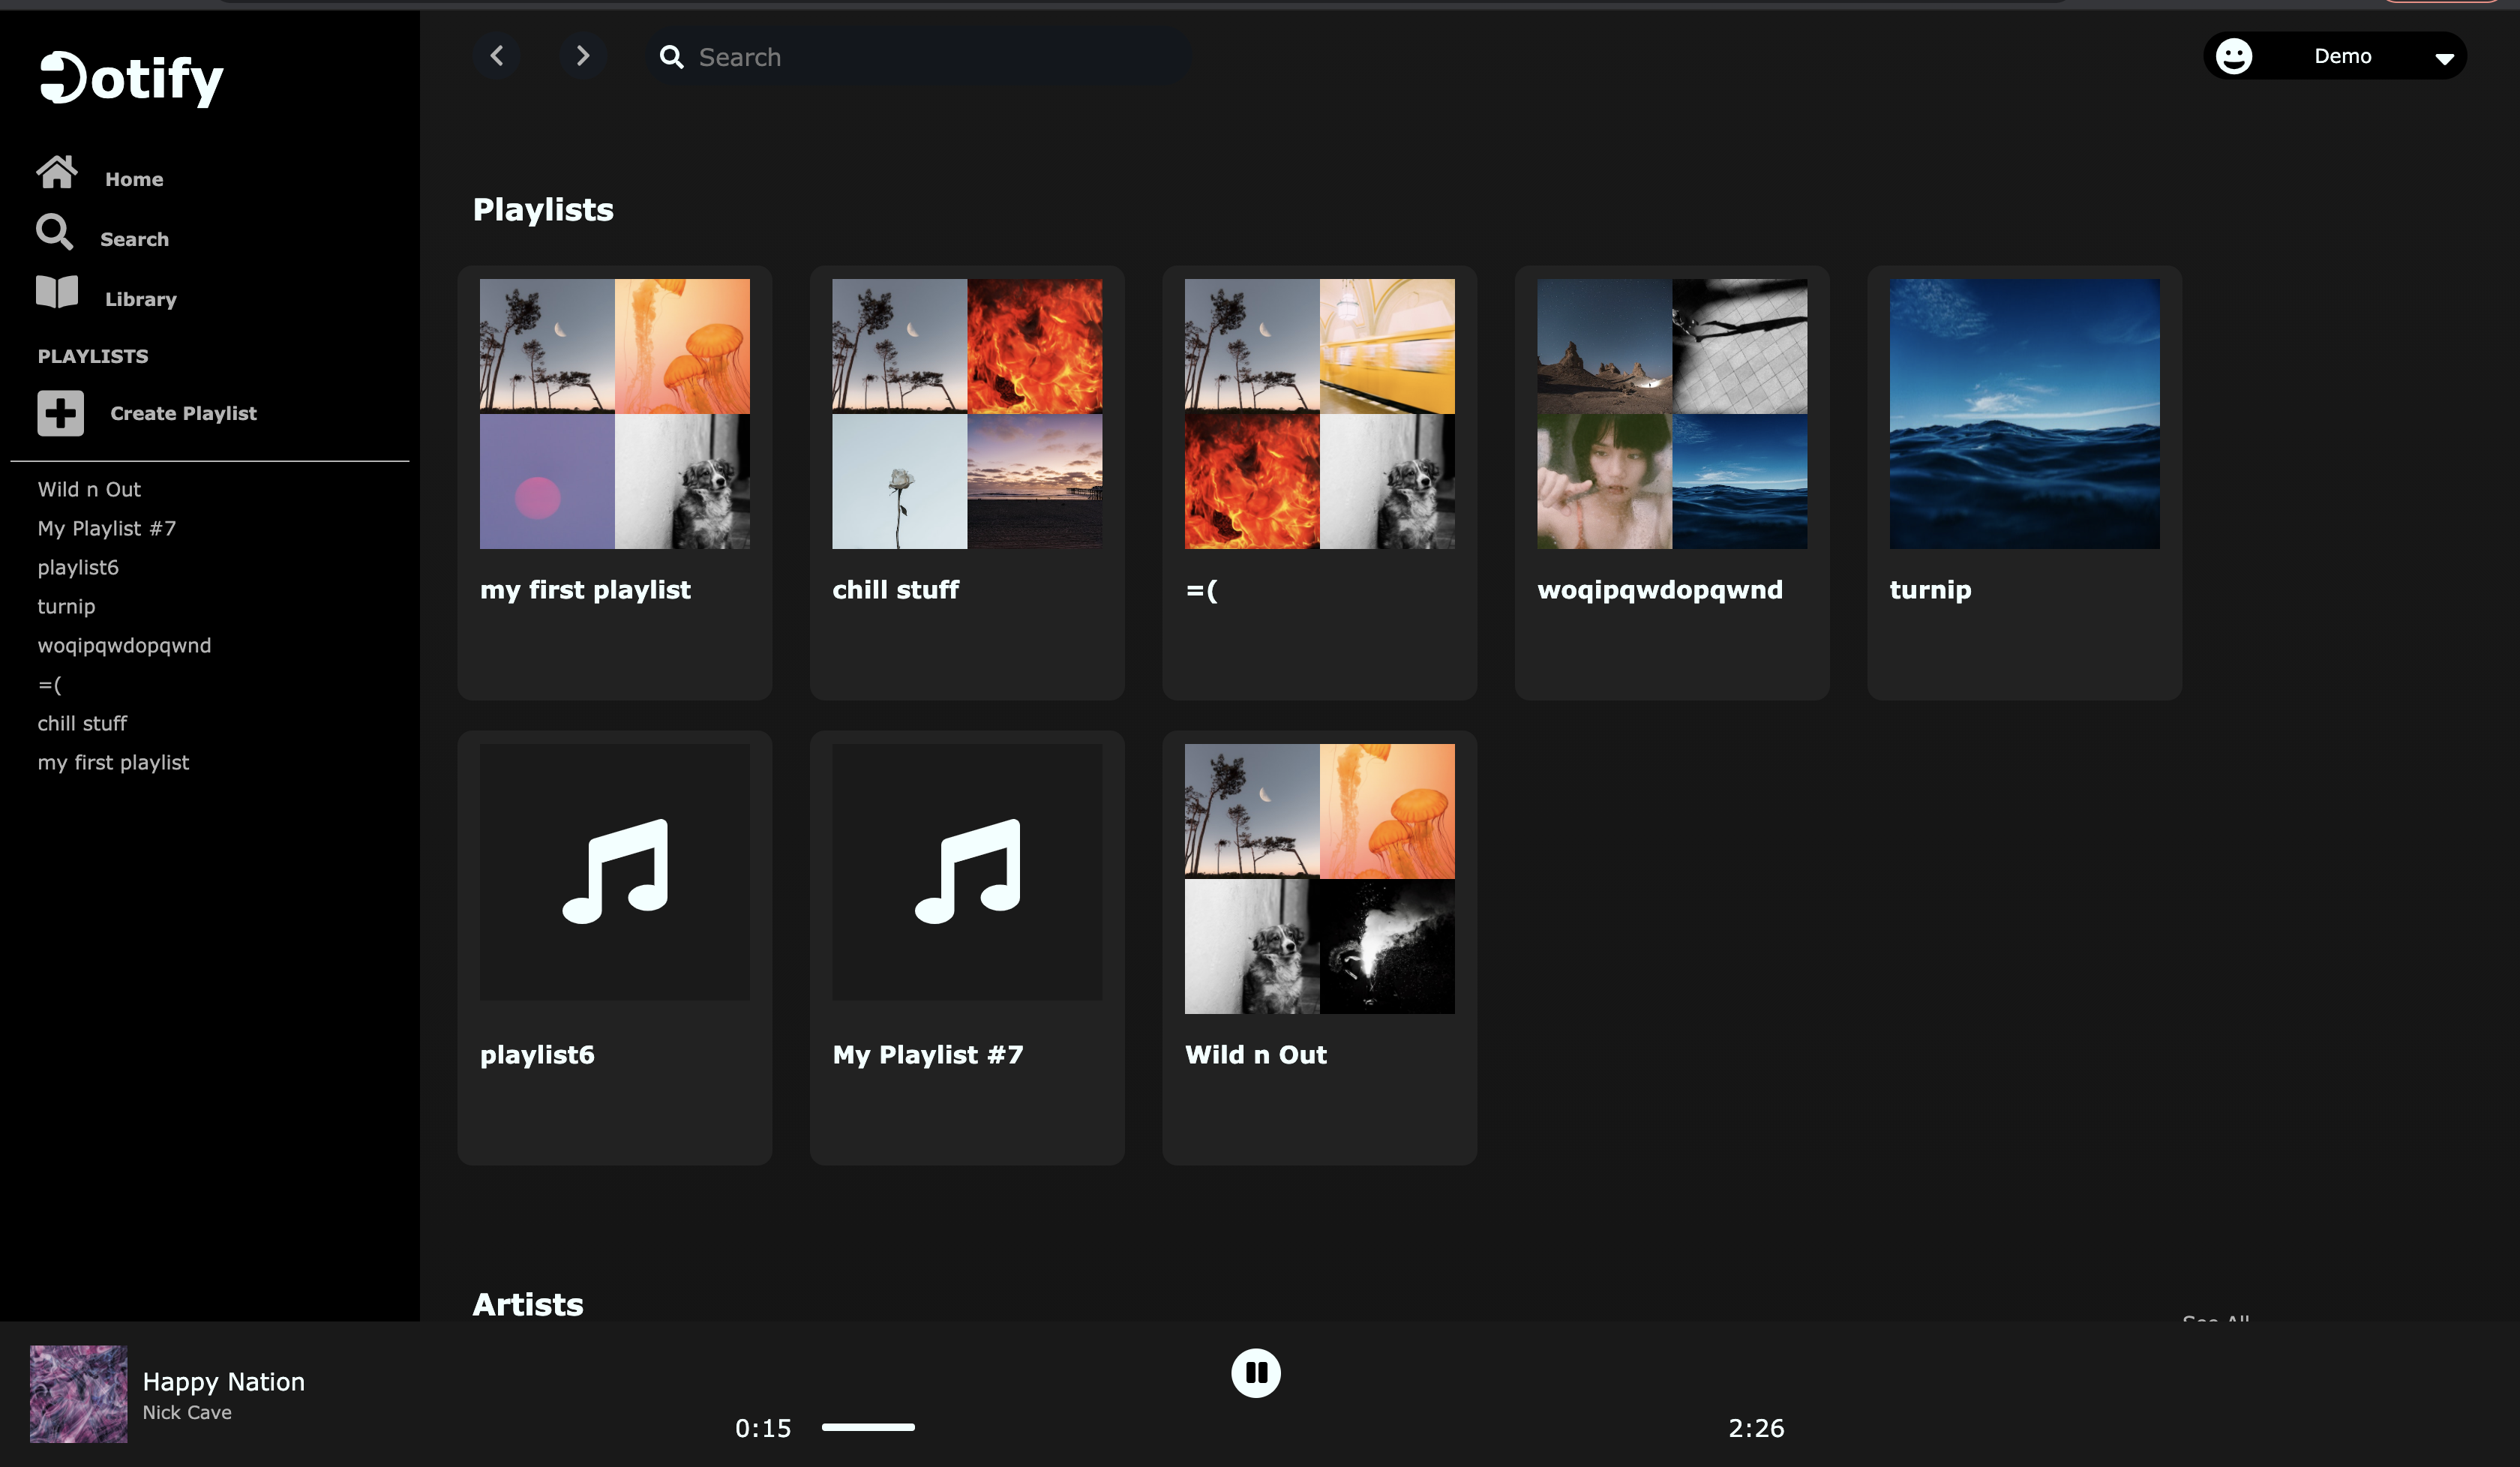 Dotify
Search
Demo
Home
Search
Library
PLAYLISTS
Create Playlist
Wild n Out
My Playlist #7
playlist6
turnip
woqipqwdopqwnd
=(
chill stuff
my first playlist
Playlists
my first playlist
chill stuff
=(
woqipqwdopqwnd
turnip
playlist6
My Playlist #7
Wild n Out
Artists
See All
Happy Nation
Nick Cave
0:15
2:26